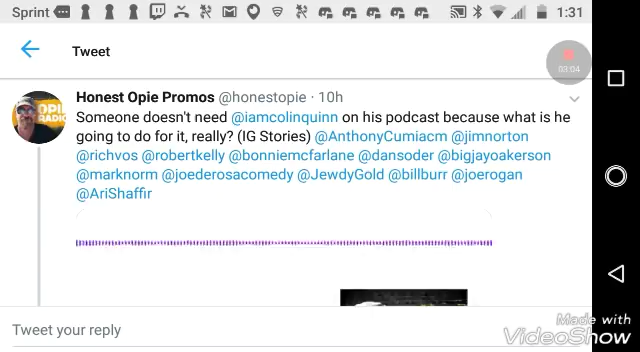 Sprint 1:31
Tweet
03:04
Honest Opie Promos @honestopie · 10h
Someone doesn't need @iamcolinquinn on his podcast because what is he
going to do for it, really? (IG Stories) @AnthonyCumiacm @jimnorton
@richvos @robertkelly @bonniemcfarlane @dansoder @bigjayoakerson
@marknorm @joederosacomedy @JewdyGold @billburr @joerogan
@AriShaffir
Tweet your reply
Made with
VideoShow